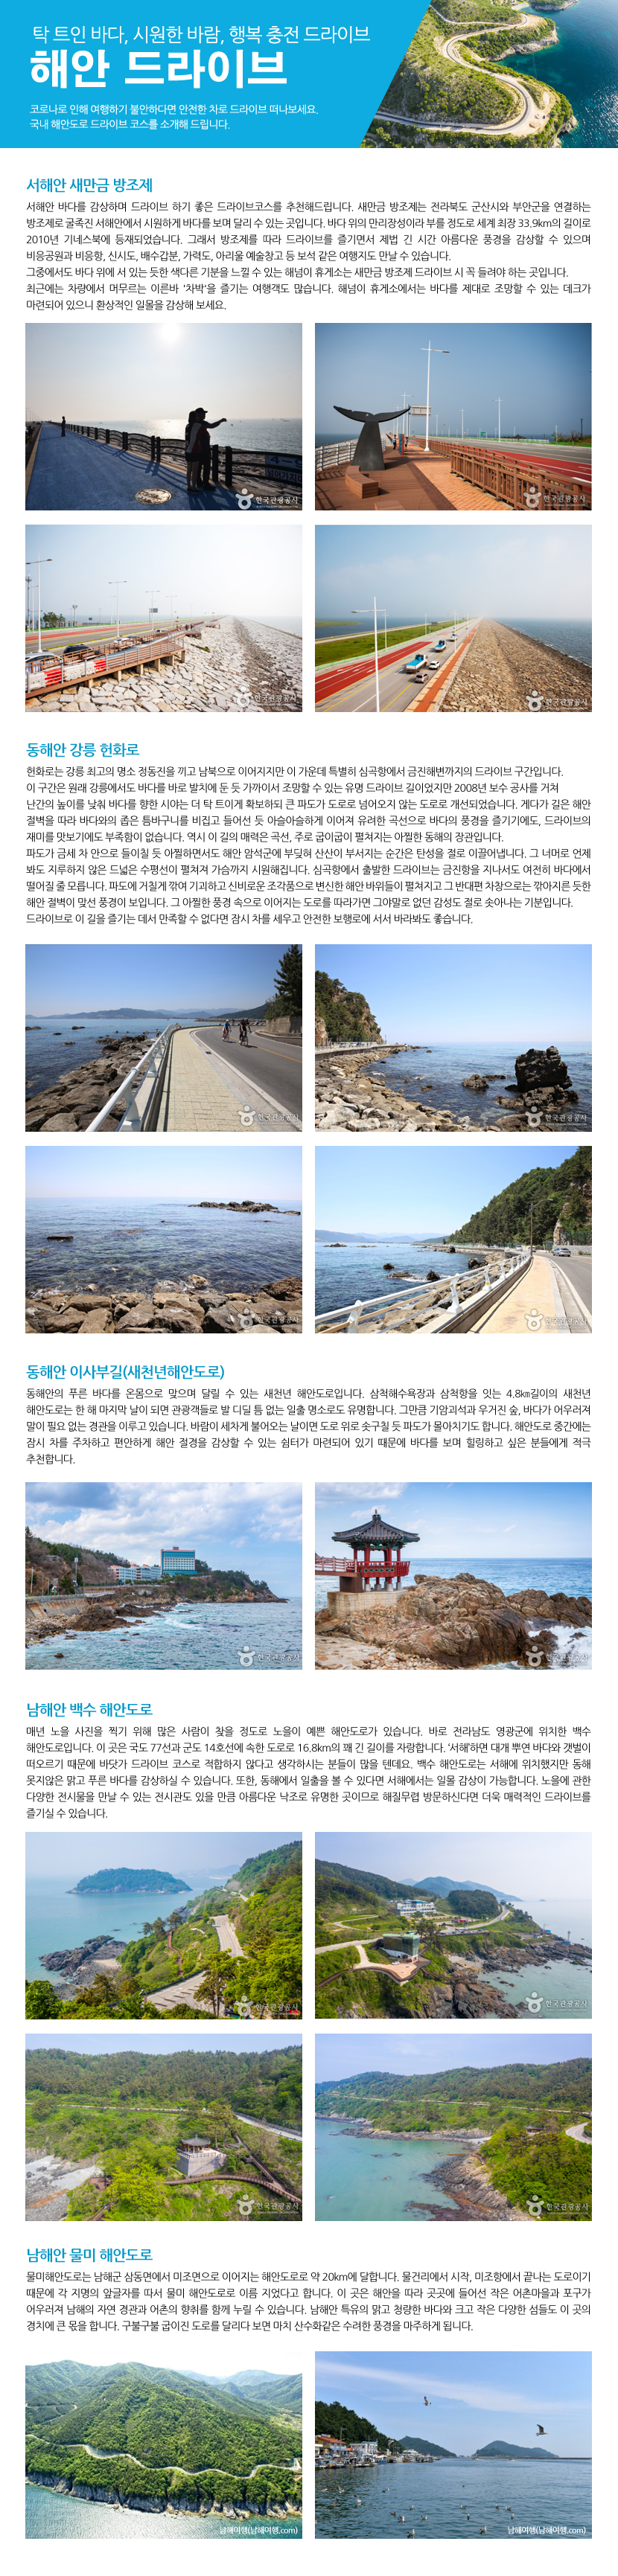 탁 트인 바다, 시원한 바람, 행복 충전 드라이브
해안 드라이브
코로나로 인해 여행하기 불안하다면 안전한 차로 드라이브 떠나보세요.
국내 해안도로 드라이브 코스를 소개해 드립니다.
서해안 새만금 방조제
서해안 바다를 감상하며 드라이브 하기 좋은 드라이브코스를 추천해드립니다. 새만금 방조제는 전라북도 군산시와 부안군을 연결하는
방조제로 굴족진 서해안에서 시원하게 바다를 보며 달리 수 있는 곳입니다. 바다 위의 만리장성이라 부를 정도로 세계 최장 33.9km의 길이로
2010년 기네스북에 등재되었습니다. 그래서 방조제를 따라 드라이브를 즐기면서 제법 긴 시간 아름다운 풍경을 감상할 수 있으며
비응공원과 비응항, 신시도, 배수갑분, 가력도, 아리울 예술창고 등 보석 같은 여행지도 만날 수 있습니다.
그중에서도 바다 위에 서 있는 듯한 색다른 기분을 느낄 수 있는 해넘이 휴게소는 새만금 방조제 드라이브 시 꼭 들려야 하는 곳입니다.
최근에는 차량에서 머무르는 이른바 '차박'을 즐기는 여행객도 많습니다. 해넘이 휴게소에서는 바다를 제대로 조망할 수 있는 데크가
마련되어 있으니 환상적인 일몰을 감상해 보세요.
한국관광공사
한국관광공사
한국관광공사
한국관광공사
동해안 강릉 헌화로
헌화로는 강릉 최고의 명소 정동진을 끼고 남북으로 이어지지만 이 가운데 특별히 심곡항에서 금진해변까지의 드라이브 구간입니다.
이 구간은 원래 강릉에서도 바다를 바로 발치에 둔 듯 가까이서 조망할 수 있는 유명 드라이브 길이었지만 2008년 보수 공사를 거쳐
난간의 높이를 낮춰 바다를 향한 시야는 더 탁 트이게 확보하되 큰 파도가 도로로 넘어오지 않는 도로로 개선되었습니다. 게다가 길은 해안
절벽을 따라 바다와의 좁은 틈바구니를 비집고 들어선 듯 아슬아슬하게 이어져 유려한 곡선으로 바다의 풍경을 즐기기에도, 드라이브의
재미를 맛보기에도 부족함이 없습니다. 역시 이 길의 매력은 곡선, 주로 굽이굽이 펼쳐지는 아찔한 동해의 장관입니다.
파도가 금세 차 안으로 들이칠 듯 아찔하면서도 해안 암석군에 부딪혀 산산이 부서지는 순간은 탄성을 절로 이끌어냅니다. 그 너머로 언제
봐도 지루하지 않은 드넓은 수평선이 펼쳐져 가슴까지 시원해집니다. 심곡항에서 출발한 드라이브는 금진항을 지나서도 여전히 바다에서
떨어질 줄 모릅니다. 파도에 거칠게 깎여 기괴하고 신비로운 조각품으로 변신한 해안 바위들이 펼쳐지고 그 반대편 차창으로는 깎아지른 듯한
해안 절벽이 맞선 풍경이 보입니다. 그 아찔한 풍경 속으로 이어지는 도로를 따라가면 그야말로 없던 감성도 절로 솟아나는 기분입니다.
드라이브로 이 길을 즐기는 데서 만족할 수 없다면 잠시 차를 세우고 안전한 보행로에 서서 바라봐도 좋습니다.
한국관광공사
한국관광공사
한국관광공사
한국관광공사
동해안 이사부길(새천년해안도로)
동해안의 푸른 바다를 온몸으로 맞으며 달릴 수 있는 새천년 해안도로입니다. 삼척해수욕장과 삼척항을 잇는 4.8㎞길이의 새천년
해안도로는 한 해 마지막 날이 되면 관광객들로 발 디딜 틈 없는 일출 명소로도 유명합니다. 그만큼 기암괴석과 우거진 숲, 바다가 어우러져
말이 필요 없는 경관을 이루고 있습니다. 바람이 세차게 불어오는 날이면 도로 위로 솟구칠 듯 파도가 몰아치기도 합니다. 해안도로 중간에는
잠시 차를 주차하고 편안하게 해안 절경을 감상할 수 있는 쉼터가 마련되어 있기 때문에 바다를 보며 힐링하고 싶은 분들에게 적극
추천합니다.
한국관광공사
한국관광공사
남해안 백수 해안도로
매년 노을 사진을 찍기 위해 많은 사람이 찾을 정도로 노을이 예쁜 해안도로가 있습니다. 바로 전라남도 영광군에 위치한 백수
해안도로입니다. 이 곳은 국도 77선과 군도 14호선에 속한 도로로 16.8km의 꽤 긴 길이를 자랑합니다. '서해'하면 대개 뿌연 바다와 갯벌이
떠오르기 때문에 바닷가 드라이브 코스로 적합하지 않다고 생각하시는 분들이 많을 텐데요. 백수 해안도로는 서해에 위치했지만 동해
못지않은 맑고 푸른 바다를 감상하실 수 있습니다. 또한, 동해에서 일출을 볼 수 있다면 서해에서는 일몰 감상이 가능합니다. 노을에 관한
다양한 전시물을 만날 수 있는 전시관도 있을 만큼 아름다운 낙조로 유명한 곳이므로 해질무렵 방문하신다면 더욱 매력적인 드라이브를
즐기실 수 있습니다.
한국관광공사
한국관광공사
한국관광공사
한국관광공사
남해안 물미 해안도로
물미해안도로는 남해군 삼동면에서 미조면으로 이어지는 해안도로로 약 20km에 달합니다. 물건리에서 시작, 미조항에서 끝나는 도로이기
때문에 각 지명의 앞글자를 따서 물미 해안도로로 이름 지었다고 합니다. 이 곳은 해안을 따라 곳곳에 들어선 작은 어촌마을과 포구가
어우러져 남해의 자연 경관과 어촌의 향취를 함께 누릴 수 있습니다. 남해안 특유의 맑고 청량한 바다와 크고 작은 다양한 섬들도 이 곳의
경치에 큰 몫을 합니다. 구불구불 굽이진 도로를 달리다 보면 마치 산수화같은 수려한 풍경을 마주하게 됩니다.
남해여행(남해여행.com)
남해여행(남해여행.com)